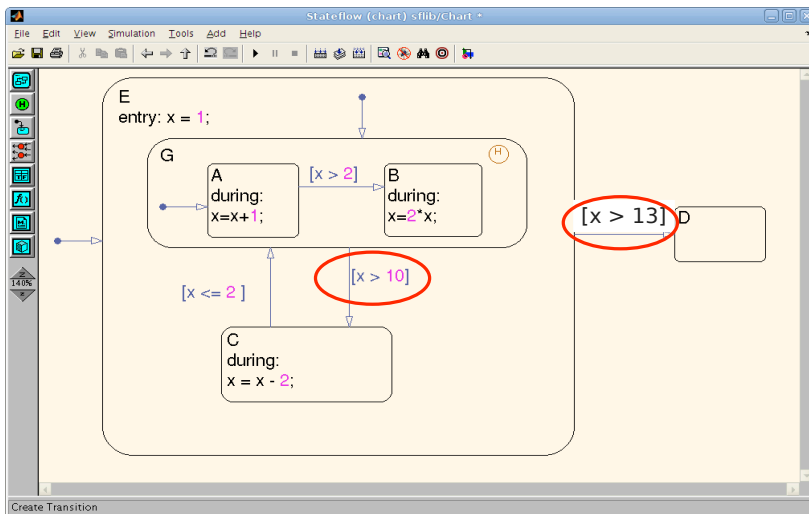 Stateflow (chart) sflib/Chart *
File Edit View Simulation Tools Add Help
E
entry: x = 1;
G
H
A
during:
x=x+1;
[x > 2]
B
during:
x=2*x;
[x > 13]
D
[x <= 2 ]
[x > 10]
C
during:
x = x - 2;
H
f()
Z
140%
z
Create Transition